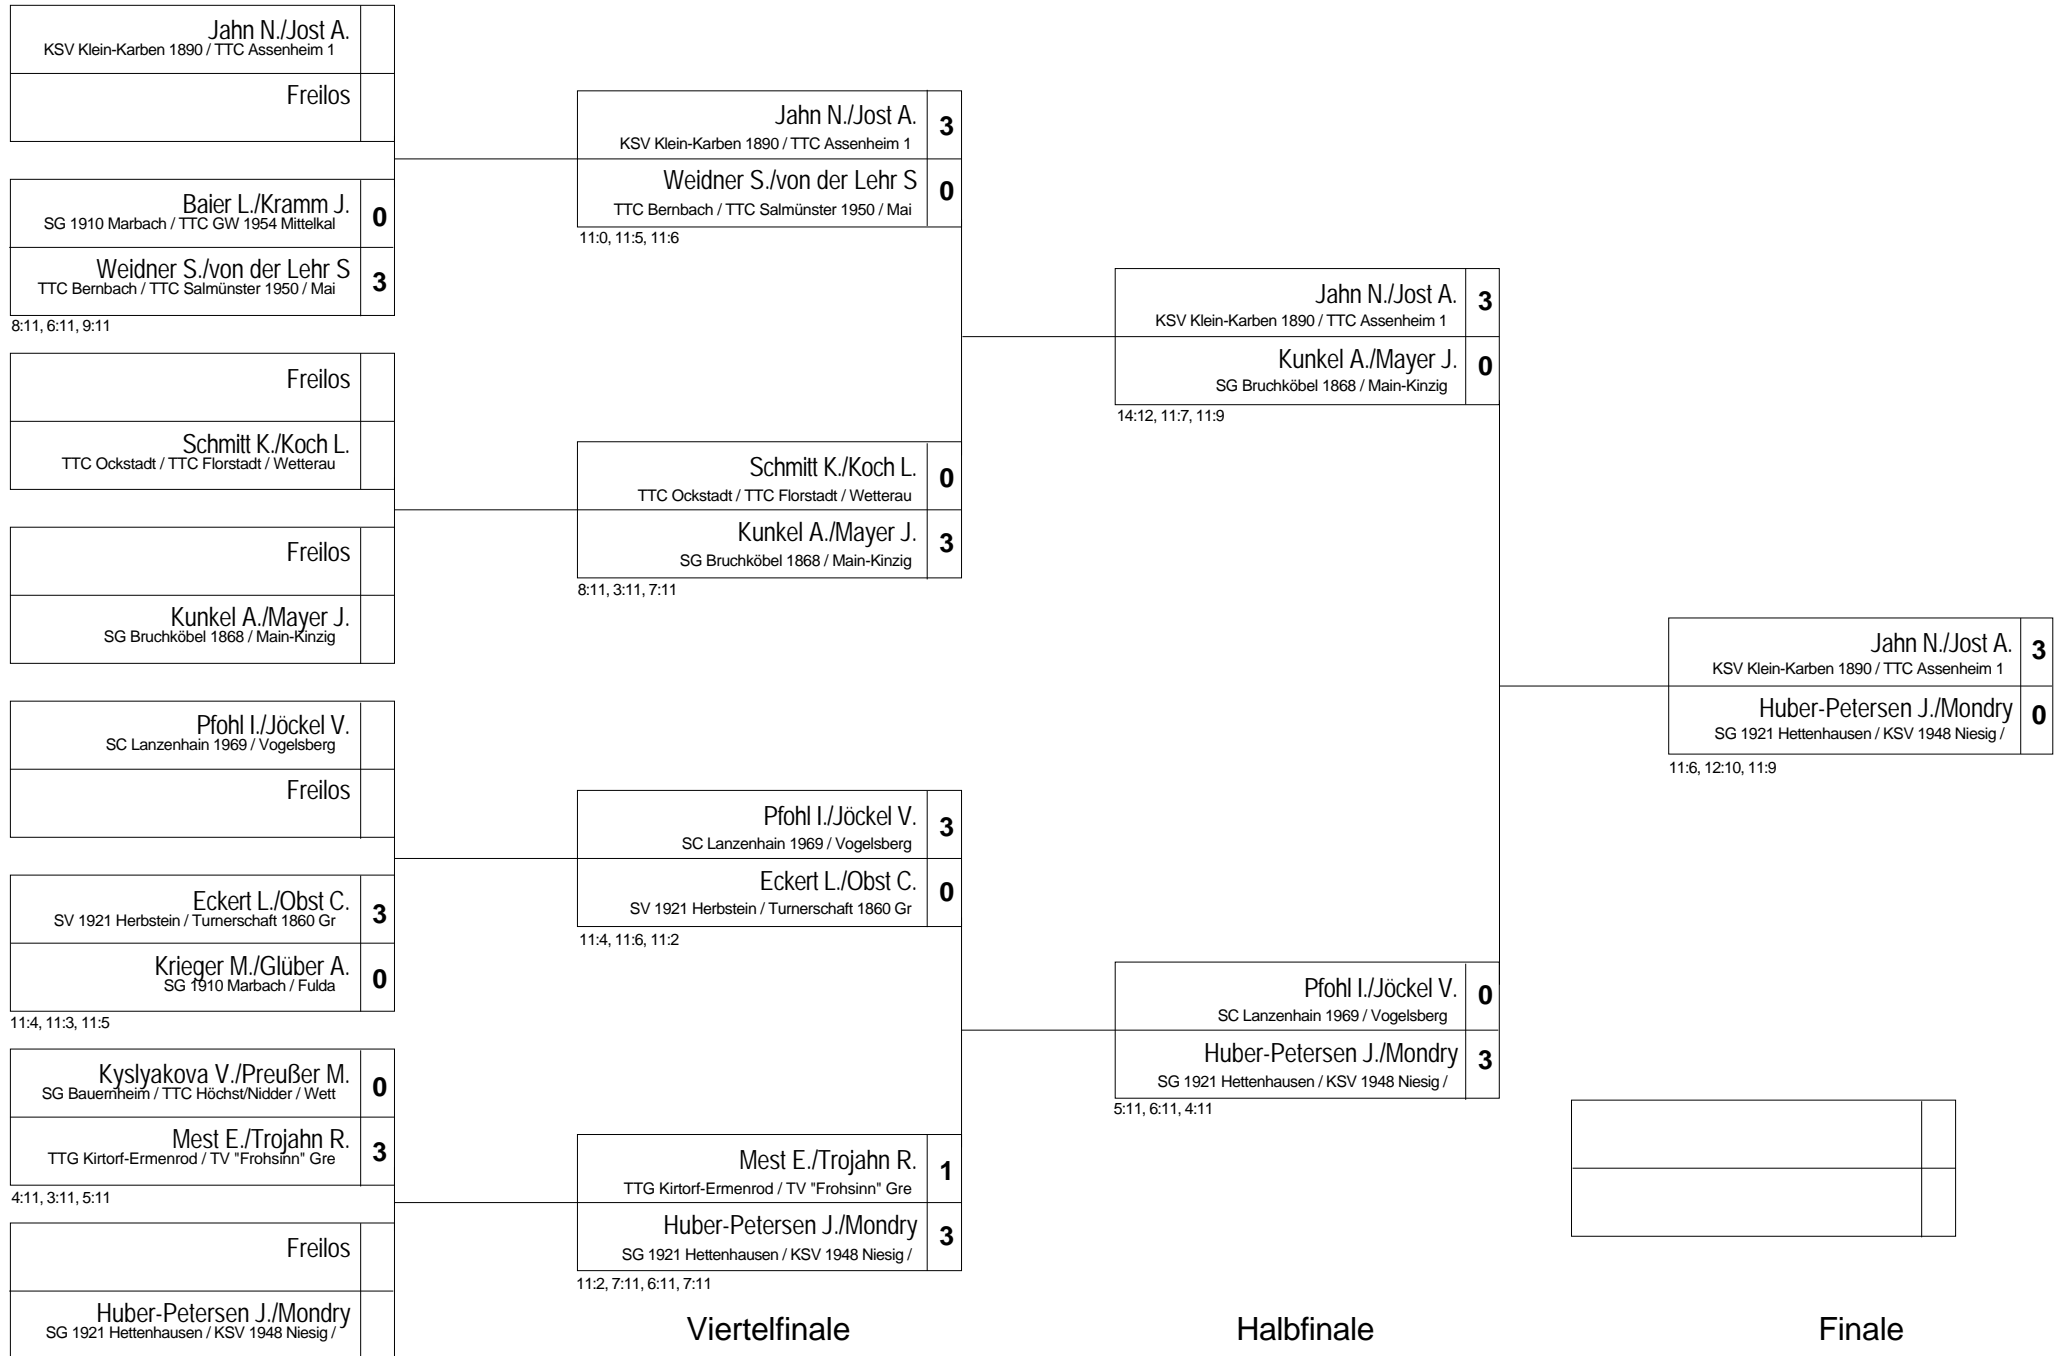 Jahn N./Jost A.
KSV Klein-Karben 1890 / TTC Assenheim 1
Freilos
Baier L./Kramm J. 0
SG 1910 Marbach / TTC GW 1954 Mittelkal
Weidner S./von der Lehr S 3
TTC Bernbach / TTC Salmünster 1950 / Mai
8:11, 6:11, 9:11
Freilos
Schmitt K./Koch L.
TTC Ockstadt / TTC Florstadt / Wetterau
Freilos
Kunkel A./Mayer J.
SG Bruchköbel 1868 / Main-Kinzig
Pfohl I./Jöckel V.
SC Lanzenhain 1969 / Vogelsberg
Freilos
Eckert L./Obst C. 3
SV 1921 Herbstein / Turnerschaft 1860 Gr
Krieger M./Glüber A. 0
SG 1910 Marbach / Fulda
11:4, 11:3, 11:5
Kyslyakova V./Preußer M. 0
SG Bauernheim / TTC Höchst/Nidder / Wett
Mest E./Trojahn R. 3
TTG Kirtorf-Ermenrod / TV "Frohsinn" Gre
4:11, 3:11, 5:11
Freilos
Huber-Petersen J./Mondry
SG 1921 Hettenhausen / KSV 1948 Niesig /
Jahn N./Jost A. 3
KSV Klein-Karben 1890 / TTC Assenheim 1
Weidner S./von der Lehr S 0
TTC Bernbach / TTC Salmünster 1950 / Mai
11:0, 11:5, 11:6
Schmitt K./Koch L. 0
TTC Ockstadt / TTC Florstadt / Wetterau
Kunkel A./Mayer J. 3
SG Bruchköbel 1868 / Main-Kinzig
8:11, 3:11, 7:11
Pfohl I./Jöckel V. 3
SC Lanzenhain 1969 / Vogelsberg
Eckert L./Obst C. 0
SV 1921 Herbstein / Turnerschaft 1860 Gr
11:4, 11:6, 11:2
Mest E./Trojahn R. 1
TTG Kirtorf-Ermenrod / TV "Frohsinn" Gre
Huber-Petersen J./Mondry 3
SG 1921 Hettenhausen / KSV 1948 Niesig /
11:2, 7:11, 6:11, 7:11
Viertelfinale
Jahn N./Jost A. 3
KSV Klein-Karben 1890 / TTC Assenheim 1
Kunkel A./Mayer J. 0
SG Bruchköbel 1868 / Main-Kinzig
14:12, 11:7, 11:9
Pfohl I./Jöckel V. 0
SC Lanzenhain 1969 / Vogelsberg
Huber-Petersen J./Mondry 3
SG 1921 Hettenhausen / KSV 1948 Niesig /
5:11, 6:11, 4:11
Halbfinale
Jahn N./Jost A. 3
KSV Klein-Karben 1890 / TTC Assenheim 1
Huber-Petersen J./Mondry 0
SG 1921 Hettenhausen / KSV 1948 Niesig /
11:6, 12:10, 11:9
Finale